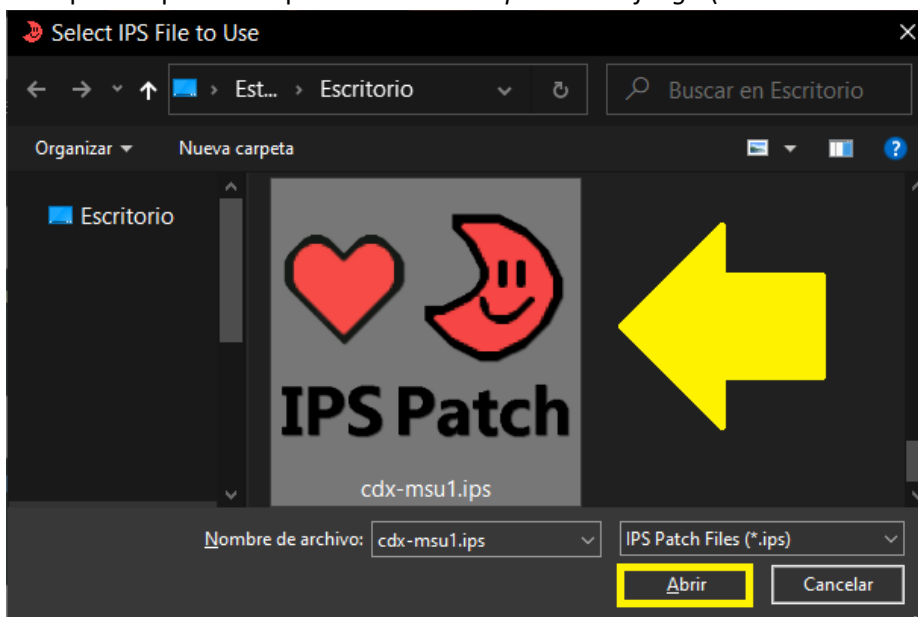 Select IPS File to Use
Est... > Escritorio
Buscar en Escritorio
Organizar
Nueva carpeta
Escritorio
IPS Patch
cdx-msu1.ips
Nombre de archivo: cdx-msu1.ips
IPS Patch Files (*.ips)
Abrir
Cancelar